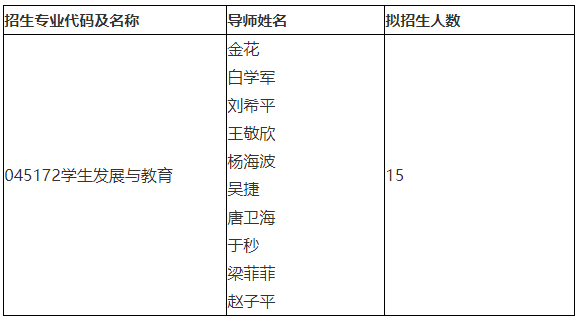 招生专业代码及名称 导师姓名 拟招生人数
金花
白学军
刘希平
王敬欣
杨海波
045172学生发展与教育 15
吴捷
唐卫海
于秒
梁菲菲
赵子平